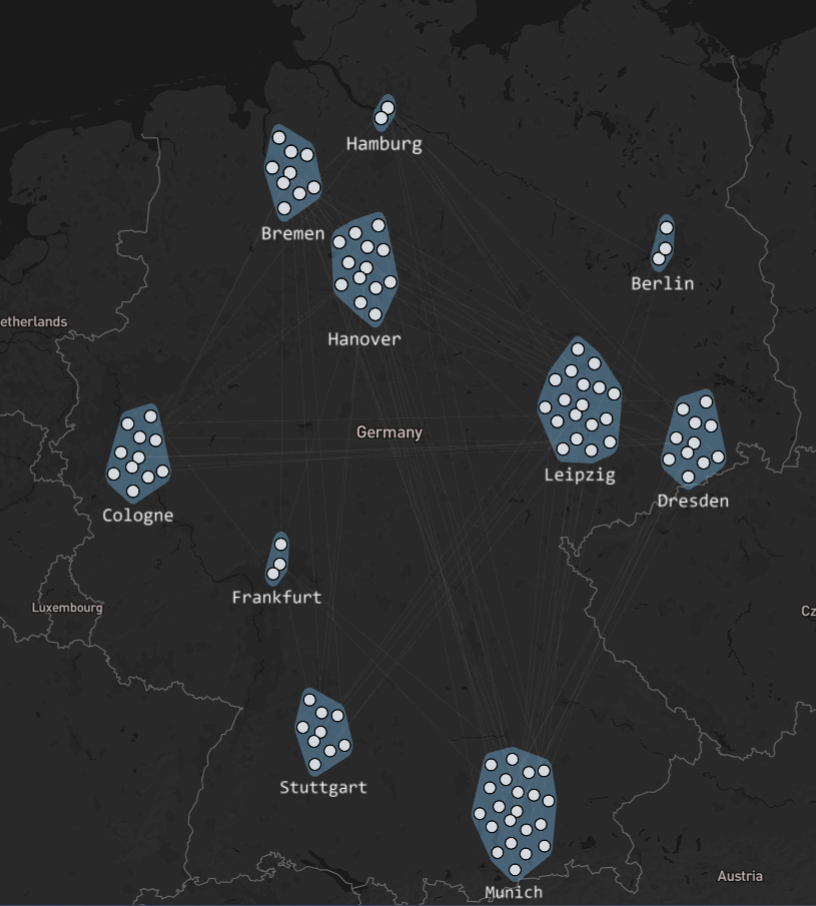 Hamburg
Bremen
Berlin
etherlands
Hanover
Germany
Leipzig
Dresden
Cologne
Frankfurt
Luxembourg
Cz
Stuttgart
Austria
Munich